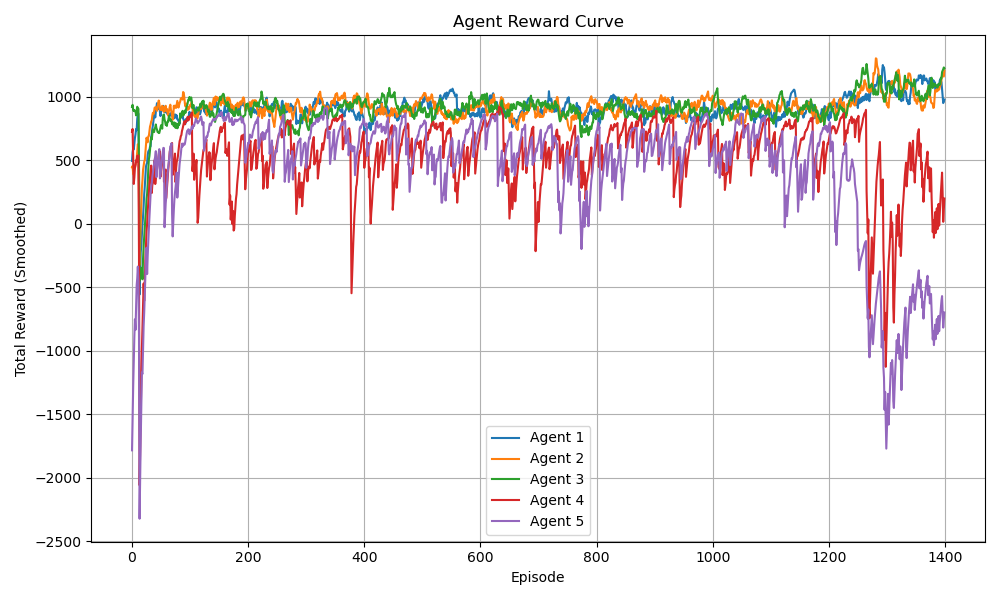 Agent Reward Curve
Total Reward (Smoothed)
1000
500
0
−500
−1000
−1500
−2000
−2500
Agent 1
Agent 2
Agent 3
Agent 4
Agent 5
0 200 400 600 800 1000 1200 1400
Episode